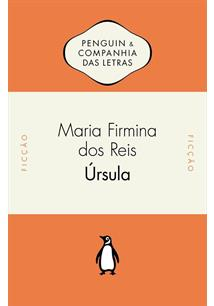 PENGUIN &
COMPANHIA
DAS LETRAS
Maria Firmina
dos Reis
Úrsula
FICÇÃO
FICÇÃO